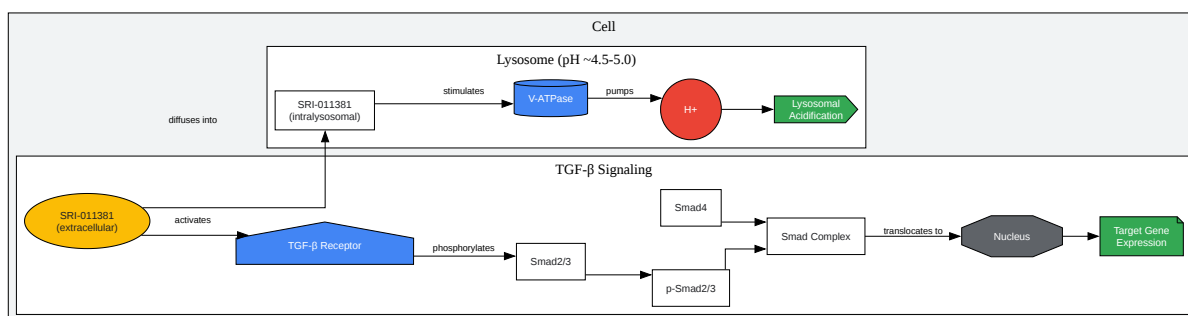 Cell
Lysosome (pH ~4.5-5.0)
SRI-011381
(intralysosomal)
stimulates
V-ATPase
pumps
H+
Lysosomal
Acidification
diffuses into
TGF-β Signaling
SRI-011381
(extracellular)
activates
TGF-β Receptor
phosphorylates
Smad2/3
p-Smad2/3
Smad4
Smad Complex
translocates to
Nucleus
Target Gene
Expression